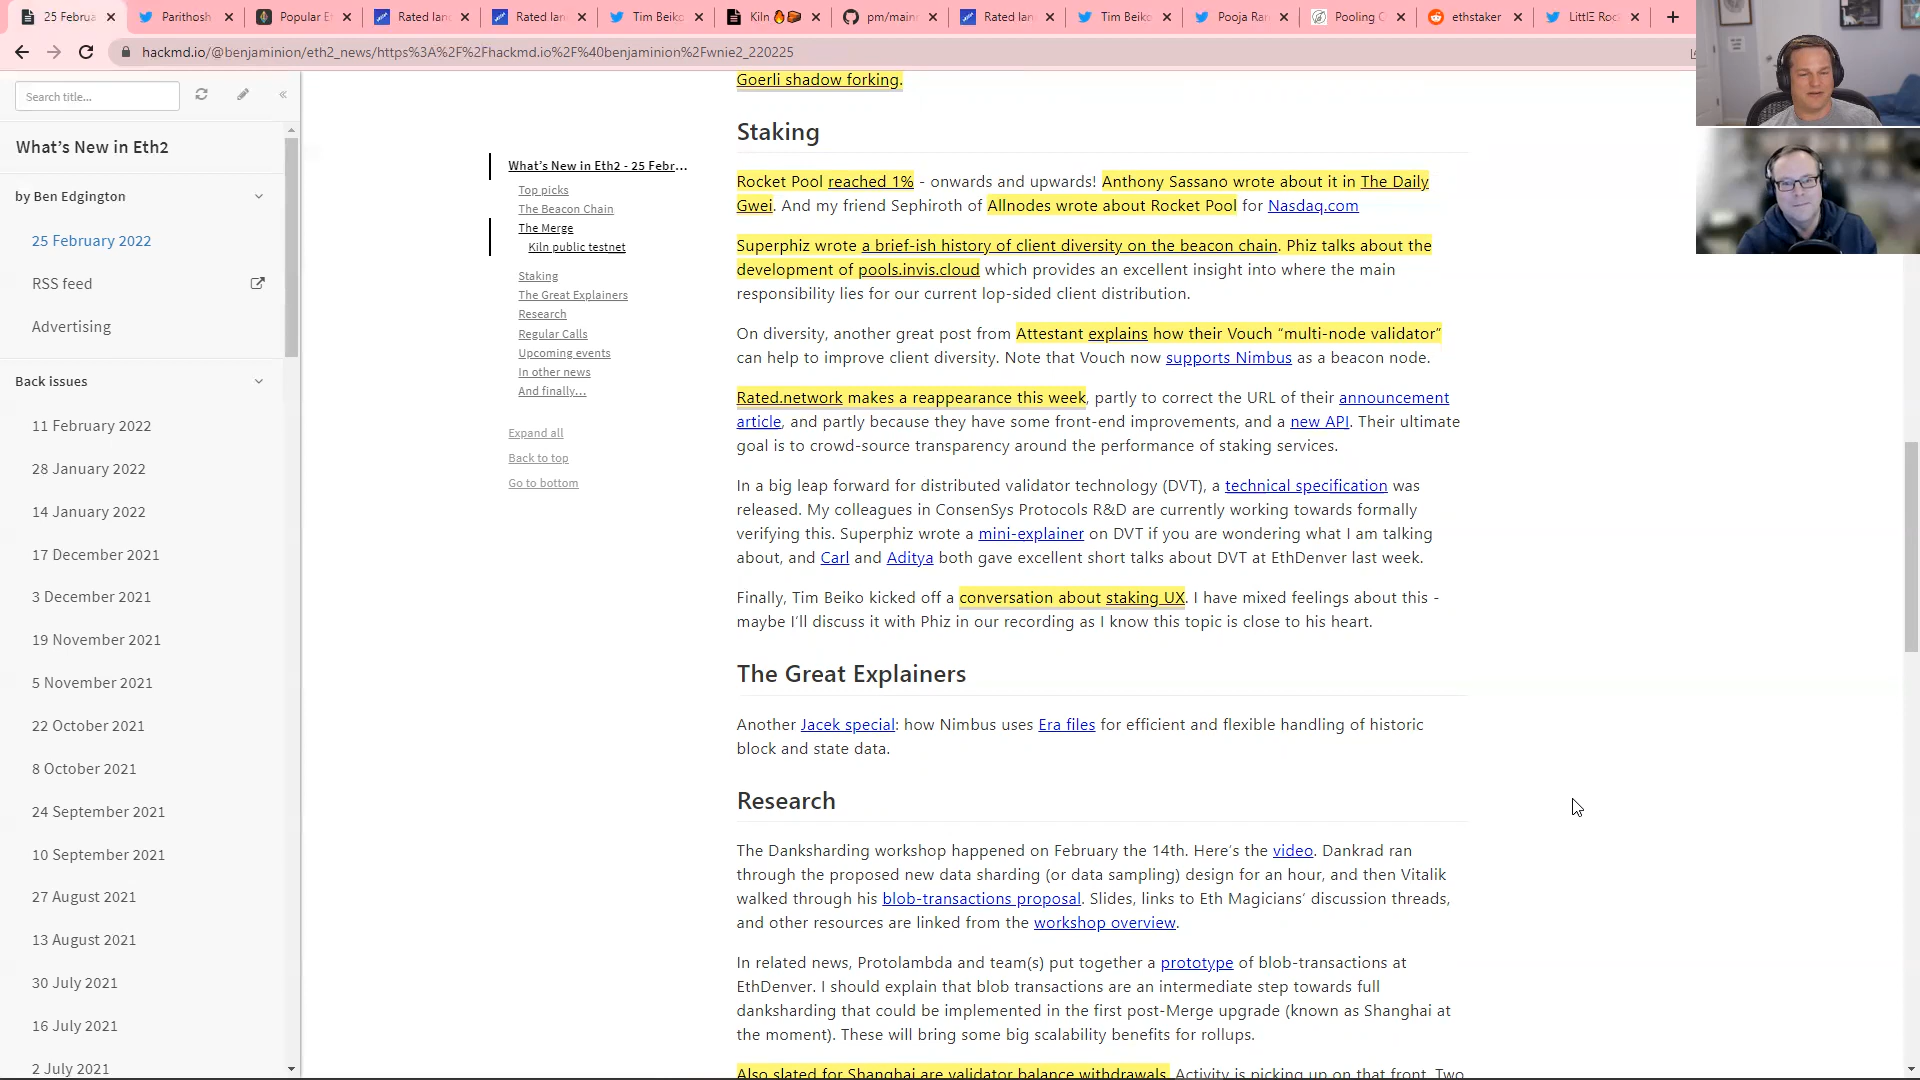 25 Februa
Parithosh
Popular E
Rated lan
Rated lan
Tim Beiko
Kiln
pm/main
Rated lan
Tim Beiko
Pooja Ran
Pooling C
ethstaker
LittlΞ Roc
hackmd.io/@benjaminion/eth2_news/https%3A%2F%2Fhackmd.io%2F%40benjaminion%2Fwnie2_220225
Search title...
What's New in Eth2
by Ben Edgington
25 February 2022
RSS feed
Advertising
Back issues
11 February 2022
28 January 2022
14 January 2022
17 December 2021
3 December 2021
19 November 2021
5 November 2021
22 October 2021
8 October 2021
24 September 2021
10 September 2021
27 August 2021
13 August 2021
30 July 2021
16 July 2021
2 July 2021
What's New in Eth2 - 25 Febr...
Top picks
The Beacon Chain
The Merge
Kiln public testnet
Staking
The Great Explainers
Research
Regular Calls
Upcoming events
In other news
And finally...
Expand all
Back to top
Go to bottom
Goerli shadow forking.
Staking
Rocket Pool reached 1% - onwards and upwards! Anthony Sassano wrote about it in The Daily
Gwei. And my friend Sephiroth of Allnodes wrote about Rocket Pool for Nasdaq.com
Superphiz wrote a brief-ish history of client diversity on the beacon chain. Phiz talks about the
development of pools.invis.cloud which provides an excellent insight into where the main
responsibility lies for our current lop-sided client distribution.
On diversity, another great post from Attestant explains how their Vouch “multi-node validator”
can help to improve client diversity. Note that Vouch now supports Nimbus as a beacon node.
Rated.network makes a reappearance this week, partly to correct the URL of their announcement
article, and partly because they have some front-end improvements, and a new API. Their ultimate
goal is to crowd-source transparency around the performance of staking services.
In a big leap forward for distributed validator technology (DVT), a technical specification was
released. My colleagues in ConsenSys Protocols R&D are currently working towards formally
verifying this. Superphiz wrote a mini-explainer on DVT if you are wondering what I am talking
about, and Carl and Aditya both gave excellent short talks about DVT at EthDenver last week.
Finally, Tim Beiko kicked off a conversation about staking UX. I have mixed feelings about this -
maybe I'll discuss it with Phiz in our recording as I know this topic is close to his heart.
The Great Explainers
Another Jacek special: how Nimbus uses Era files for efficient and flexible handling of historic
block and state data.
Research
The Danksharding workshop happened on February the 14th. Here's the video. Dankrad ran
through the proposed new data sharding (or data sampling) design for an hour, and then Vitalik
walked through his blob-transactions proposal. Slides, links to Eth Magicians' discussion threads,
and other resources are linked from the workshop overview.
In related news, Protolambda and team(s) put together a prototype of blob-transactions at
EthDenver. I should explain that blob transactions are an intermediate step towards full
danksharding that could be implemented in the first post-Merge upgrade (known as Shanghai at
the moment). These will bring some big scalability benefits for rollups.
Also slated for Shanghai are validator balance withdrawals. Activity is picking up on that front. Two